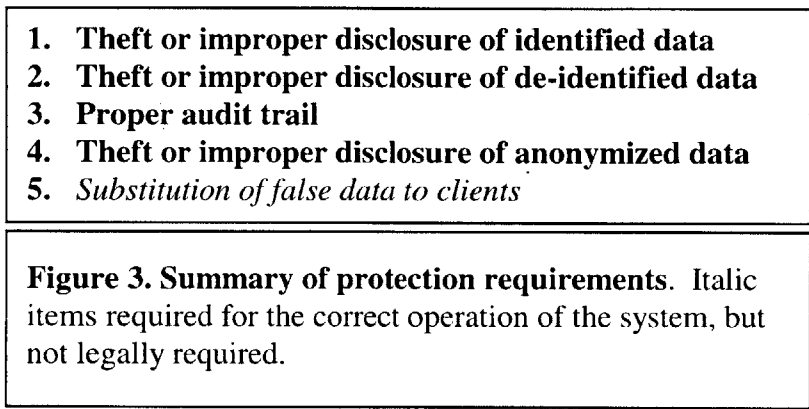 1. Theft or improper disclosure of identified data
2. Theft or improper disclosure of de-identified data
3. Proper audit trail
4. Theft or improper disclosure of anonymized data
5. Substitution of false data to clients
Figure 3. Summary of protection requirements. Italic
items required for the correct operation of the system, but
not legally required.